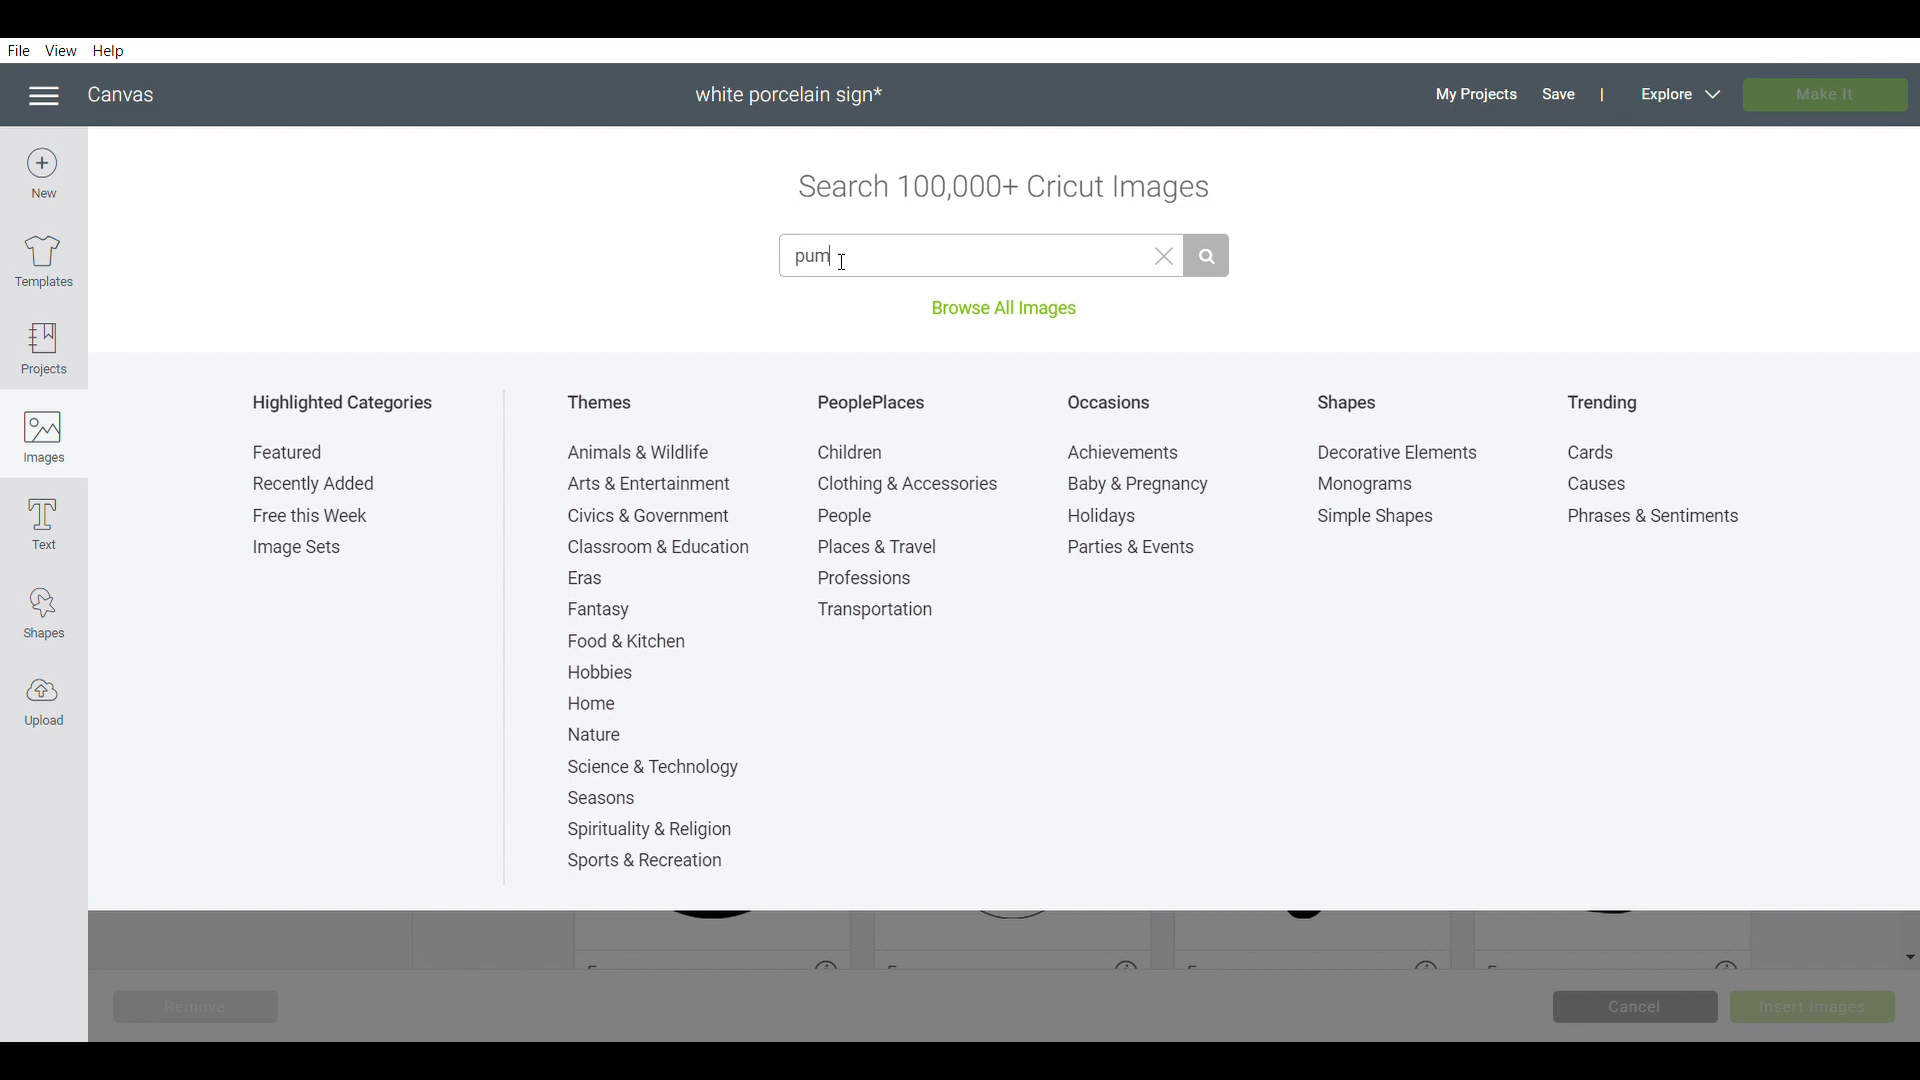 File View Help
Canvas white porcelain sign* My Projects Save | Explore Make It
New
Templates
Projects
Images
Text
Shapes
Upload
Search 100,000+ Cricut Images
pum
Browse All Images
Highlighted Categories
Featured
Recently Added
Free this Week
Image Sets
Themes
Animals & Wildlife
Arts & Entertainment
Civics & Government
Classroom & Education
Eras
Fantasy
Food & Kitchen
Hobbies
Home
Nature
Science & Technology
Seasons
Spirituality & Religion
Sports & Recreation
PeoplePlaces
Children
Clothing & Accessories
People
Places & Travel
Professions
Transportation
Occasions
Achievements
Baby & Pregnancy
Holidays
Parties & Events
Shapes
Decorative Elements
Monograms
Simple Shapes
Trending
Cards
Causes
Phrases & Sentiments
Remove Cancel Insert Images